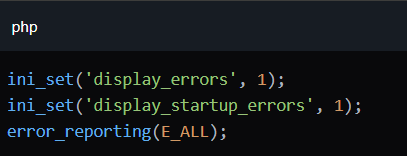 php
ini_set('display_errors', 1);
ini_set('display_startup_errors', 1);
error_reporting(E_ALL);